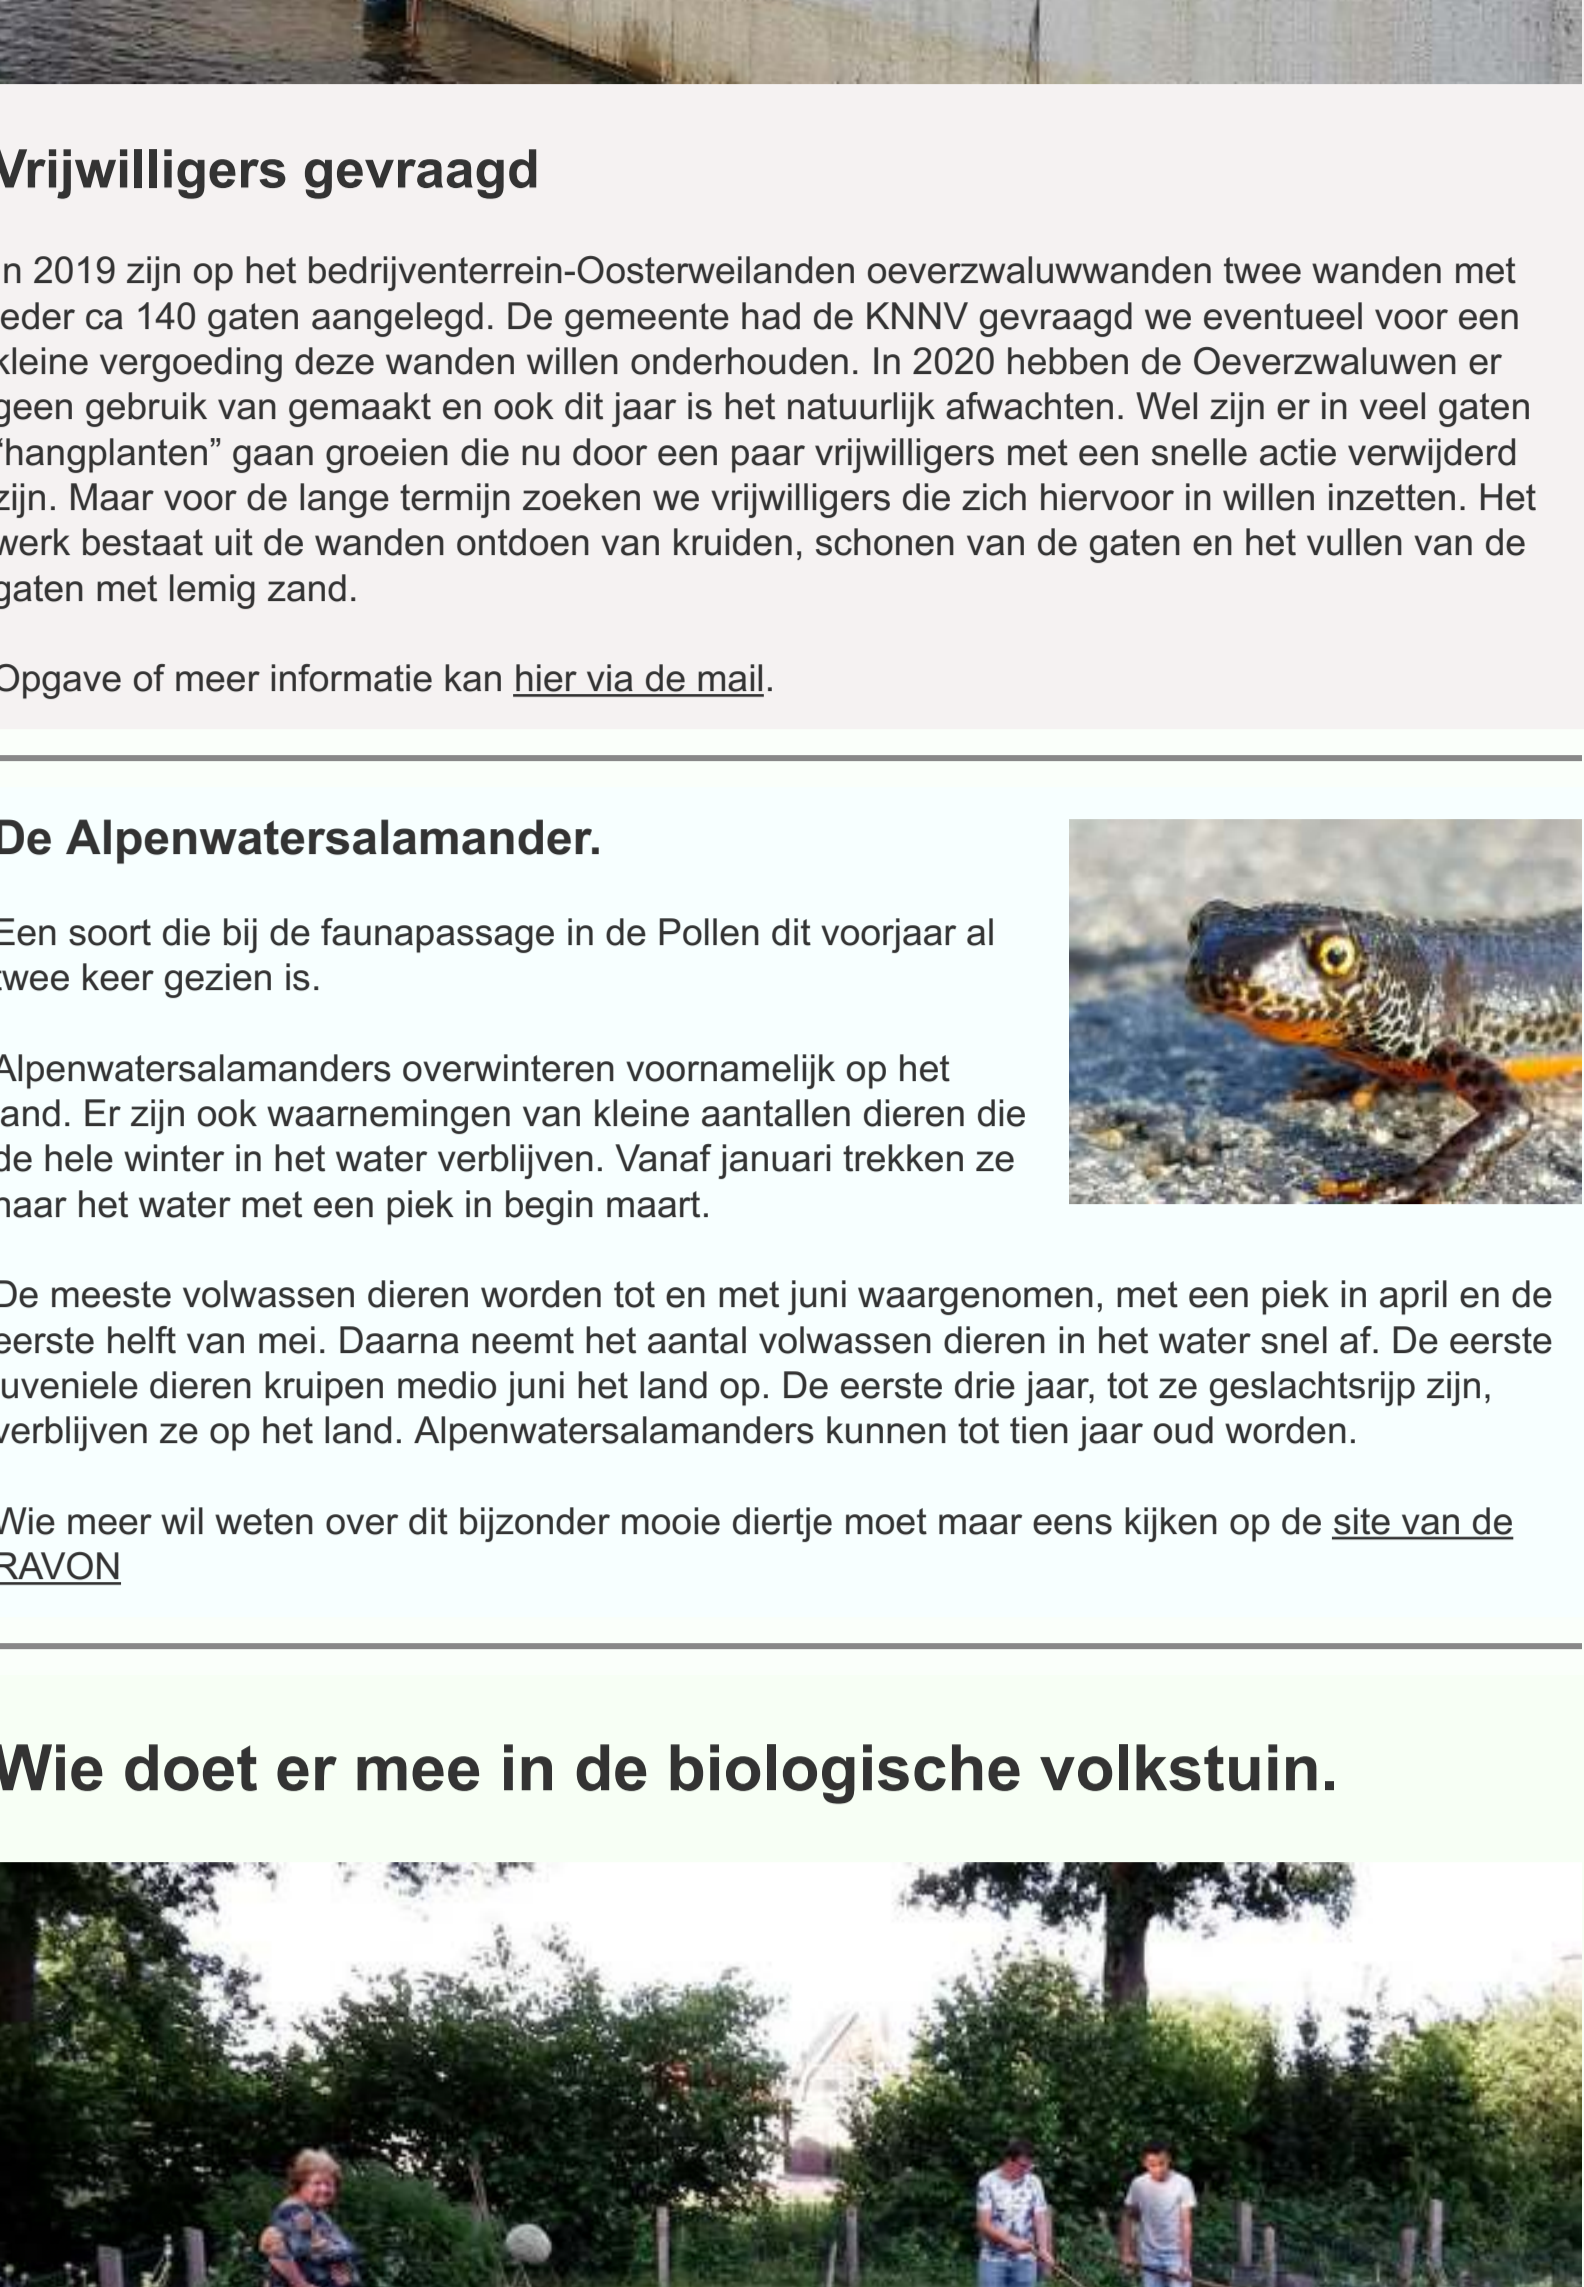 Vrijwilligers gevraagd
In 2019 zijn op het bedrijventerrein-Oosterweilanden oeverzwaluwwanden twee wanden met
ieder ca 140 gaten aangelegd. De gemeente had de KNNV gevraagd we eventueel voor een
kleine vergoeding deze wanden willen onderhouden. In 2020 hebben de Oeverzwaluwen er
geen gebruik van gemaakt en ook dit jaar is het natuurlijk afwachten. Wel zijn er in veel gaten
“hangplanten” gaan groeien die nu door een paar vrijwilligers met een snelle actie verwijderd
zijn. Maar voor de lange termijn zoeken we vrijwilligers die zich hiervoor in willen inzetten. Het
werk bestaat uit de wanden ontdoen van kruiden, schonen van de gaten en het vullen van de
gaten met lemig zand.
Opgave of meer informatie kan hier via de mail.
De Alpenwatersalamander.
Een soort die bij de faunapassage in de Pollen dit voorjaar al
twee keer gezien is.
Alpenwatersalamanders overwinteren voornamelijk op het
land. Er zijn ook waarnemingen van kleine aantallen dieren die
de hele winter in het water verblijven. Vanaf januari trekken ze
naar het water met een piek in begin maart.
De meeste volwassen dieren worden tot en met juni waargenomen, met een piek in april en de
eerste helft van mei. Daarna neemt het aantal volwassen dieren in het water snel af. De eerste
juveniele dieren kruipen medio juni het land op. De eerste drie jaar, tot ze geslachtsrijp zijn,
verblijven ze op het land. Alpenwatersalamanders kunnen tot tien jaar oud worden.
Wie meer wil weten over dit bijzonder mooie diertje moet maar eens kijken op de site van de
RAVON
Wie doet er mee in de biologische volkstuin.